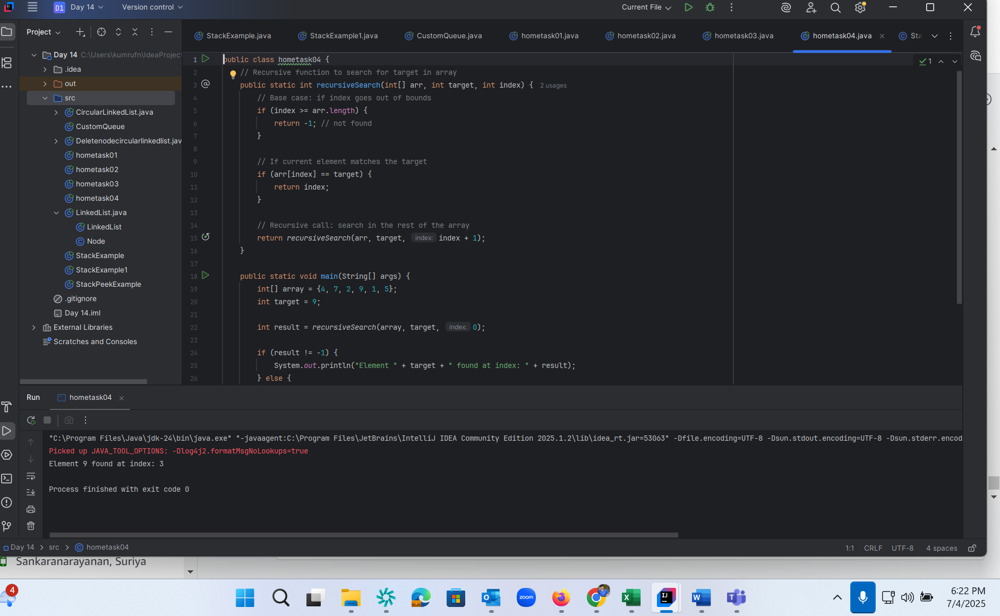 D1 Day 14 Version control Current File
Project
StackExample.java StackExample1.java CustomQueue.java hometask01.java hometask02.java hometask03.java hometask04.java Sta
Day 14 C:\Users\kumrufn\IdeaProject
.idea
out
src
CircularLinkedList.java
CustomQueue
Deletenodecircularlinkedlist.jav
hometask01
hometask02
hometask03
hometask04
LinkedList.java
LinkedList
Node
StackExample
StackExample1
StackPeekExample
.gitignore
Day 14.iml
External Libraries
Scratches and Consoles
1 public class hometask04 {
1
2 // Recursive function to search for target in array
3 public static int recursiveSearch(int[] arr, int target, int index) { 2 usages
4 // Base case: if index goes out of bounds
5 if (index >= arr.length) {
6 return -1; // not found
7 }
8
9 // If current element matches the target
10 if (arr[index] == target) {
11 return index;
12 }
13
14 // Recursive call: search in the rest of the array
15 return recursiveSearch(arr, target, index: index + 1);
16 }
17
18 public static void main(String[] args) {
19 int[] array = {4, 7, 2, 9, 1, 5};
20 int target = 9;
21
22 int result = recursiveSearch(array, target, index: 0);
23
24 if (result != -1) {
25 System.out.println("Element " + target + " found at index: " + result);
26 } else {
Run hometask04
"C:\Program Files\Java\jdk-24\bin\java.exe" "-javaagent:C:\Program Files\JetBrains\IntelliJ IDEA Community Edition 2025.1.2\lib\idea_rt.jar=53063" -Dfile.encoding=UTF-8 -Dsun.stdout.encoding=UTF-8 -Dsun.stderr.encod
Picked up JAVA_TOOL_OPTIONS: -Dlog4j2.formatMsgNoLookups=true
Element 9 found at index: 3
Process finished with exit code 0
Day 14 > src > hometask04
1:1 CRLF UTF-8 4 spaces
Sankaranarayanan, Suriya
4
zoom
6:22 PM
7/4/2025